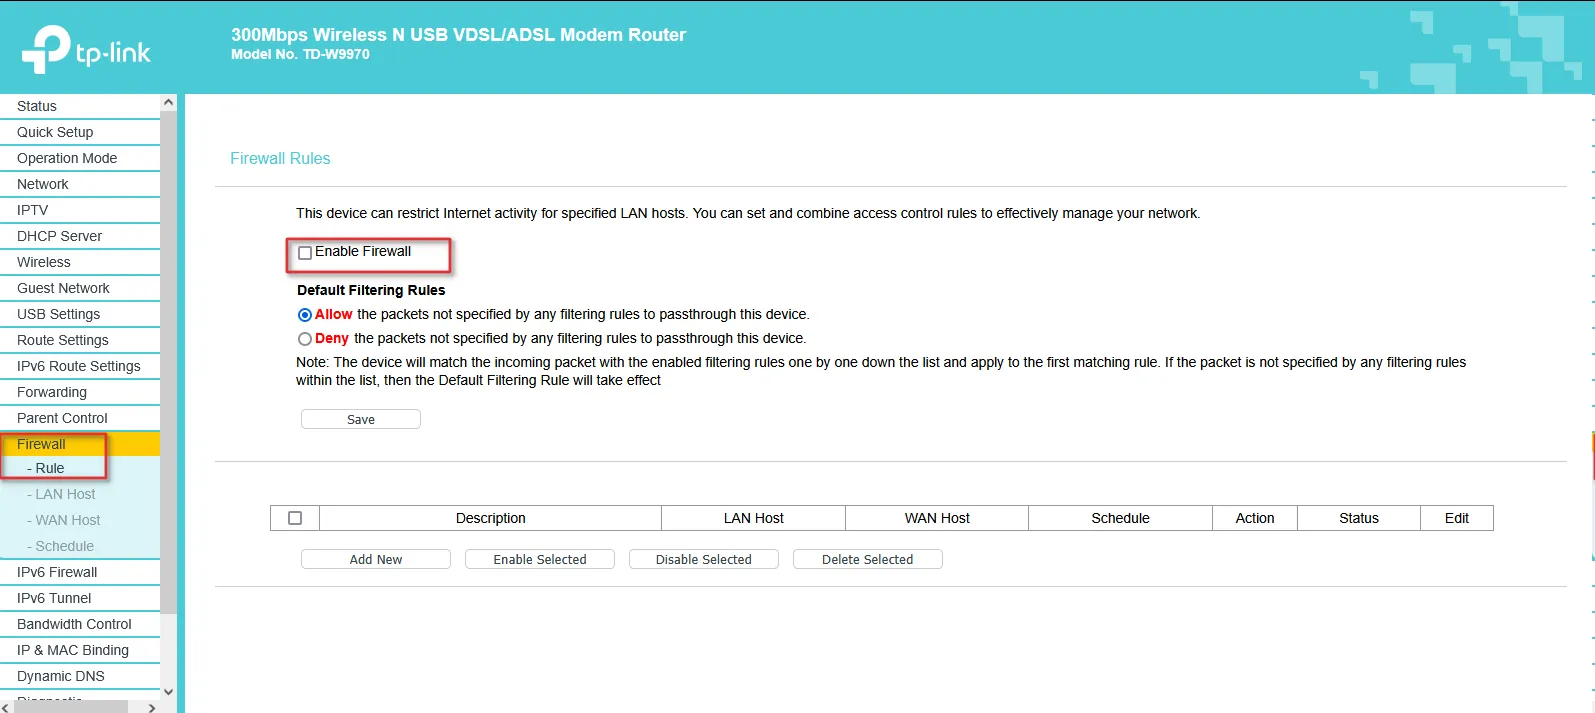 tp-link
300Mbps Wireless N USB VDSL/ADSL Modem Router
Model No. TD-W9970
Status
Quick Setup
Operation Mode
Network
IPTV
DHCP Server
Wireless
Guest Network
USB Settings
Route Settings
IPv6 Route Settings
Forwarding
Parent Control
Firewall
- Rule
- LAN Host
- WAN Host
- Schedule
IPv6 Firewall
IPv6 Tunnel
Bandwidth Control
IP & MAC Binding
Dynamic DNS
Diagnostic
Firewall Rules
This device can restrict Internet activity for specified LAN hosts. You can set and combine access control rules to effectively manage your network.
Enable Firewall
Default Filtering Rules
Allow the packets not specified by any filtering rules to passthrough this device.
Deny the packets not specified by any filtering rules to passthrough this device.
Note: The device will match the incoming packet with the enabled filtering rules one by one down the list and apply to the first matching rule. If the packet is not specified by any filtering rules
within the list, then the Default Filtering Rule will take effect
Save
Description LAN Host WAN Host Schedule Action Status Edit
Add New Enable Selected Disable Selected Delete Selected